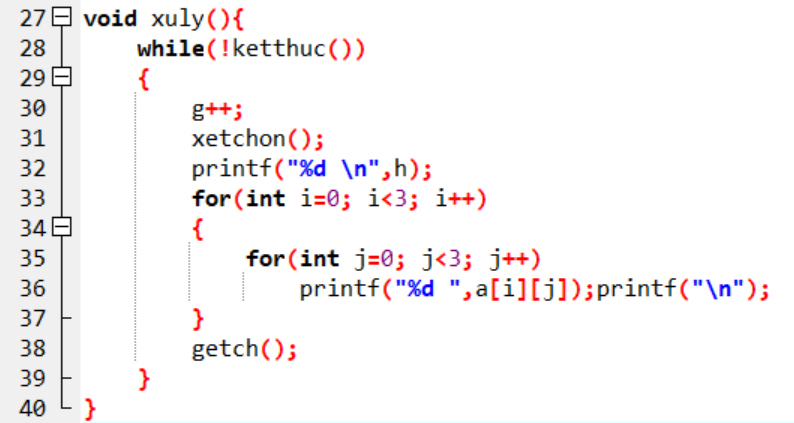 27 void xuly(){
28     while(!ketthuc())
29     {
30         g++;
31         xetchon();
32         printf("%d \n",h);
33         for(int i=0; i<3; i++)
34         {
35             for(int j=0; j<3; j++)
36                 printf("%d ",a[i][j]);printf("\n");
37         }
38         getch();
39     }
40 }